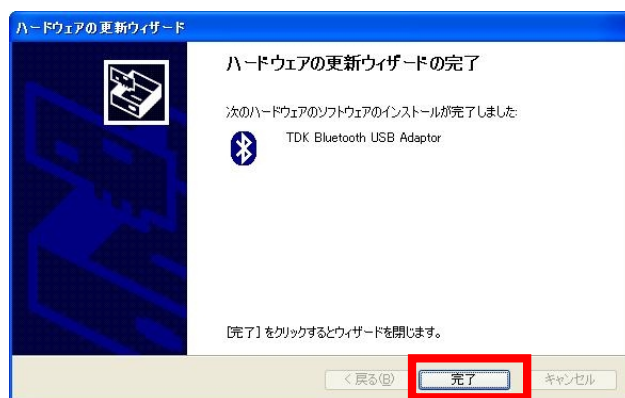 ハードウェアの更新ウィザード
ハードウェアの更新ウィザードの完了
次のハードウェアのソフトウェアのインストールが完了しました:
TDK Bluetooth USB Adaptor
[完了] をクリックするとウィザードを閉じます。
< 戻る(B) 完了 キャンセル